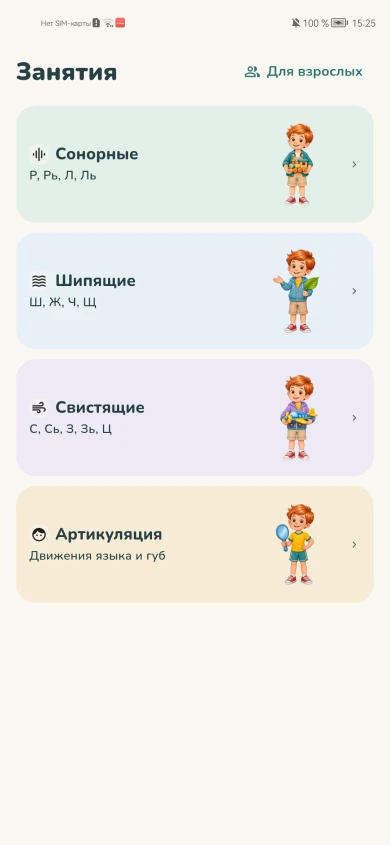 Нет SIM-карты 100 % 15:25
Занятия
Для взрослых
Сонорные
Р, Рь, Л, Ль
Шипящие
Ш, Ж, Ч, Щ
Свистящие
С, Сь, З, Зь, Ц
Артикуляция
Движения языка и губ